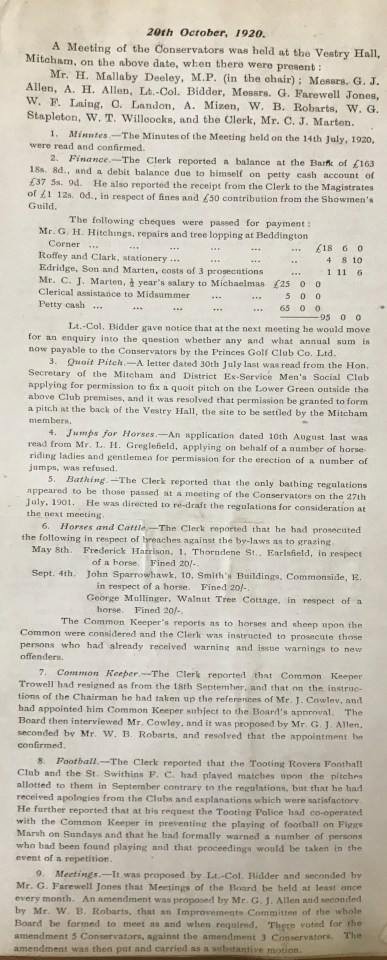 20th October, 1920.
A Meeting of the Conservators was held at the Vestry Hall,
Mitcham, on the above date, when there were present :
Mr. H. Mallaby Deeley, M.P. (in the chair) ; Messrs. G. J.
Allen, A. H. Allen, Lt.-Col. Bidder, Messrs. G. Farewell Jones,
W. F. Laing, C. Landon, A. Mizen, W. B. Robarts, W. G.
Stapleton, W. T. Willcocks, and the Clerk, Mr. C. J. Marten.
1. Minutes.—The Minutes of the Meeting held on the 14th July, 1920,
were read and confirmed.
2. Finance.—The Clerk reported a balance at the Bank of £163
18s. 8d., and a debit balance due to himself on petty cash account of
£37 5s. 9d. He also reported the receipt from the Clerk to the Magistrates
of £1 12s. 0d., in respect of fines and £50 contribution from the Showmen's
Guild.
The following cheques were passed for payment :
Mr. G. H. Hitchings, repairs and tree lopping at Beddington
Corner ... ... ... ... ... ... £18 6 0
Roffey and Clark, stationery ... ... ... ... 4 8 10
Edridge, Son and Marten, costs of 3 prosecutions ... 1 11 6
Mr. C. J. Marten, ½ year's salary to Michaelmas £25 0 0
Clerical assistance to Midsummer ... ... 5 0 0
Petty cash ... ... ... ... ... 65 0 0
95 0 0
Lt.-Col. Bidder gave notice that at the next meeting he would move
for an enquiry into the question whether any and what annual sum is
now payable to the Conservators by the Princes Golf Club Co. Ltd.
3. Quoit Pitch.—A letter dated 30th July last was read from the Hon.
Secretary of the Mitcham and District Ex-Service Men's Social Club
applying for permission to fix a quoit pitch on the Lower Green outside the
above Club premises, and it was resolved that permission be granted to form
a pitch at the back of the Vestry Hall, the site to be settled by the Mitcham
members.
4. Jumps for Horses.—An application dated 10th August last was
read from Mr. L. H. Greglefield, applying on behalf of a number of horse-
riding ladies and gentlemen for permission for the erection of a number of
jumps, was refused.
5. Bathing.—The Clerk reported that the only bathing regulations
appeared to be those passed at a meeting of the Conservators on the 27th
July, 1901. He was directed to re-draft the regulations for consideration at
the next meeting.
6. Horses and Cattle.—The Clerk reported that he had prosecuted
the following in respect of breaches against the by-laws as to grazing.
May 8th. Frederick Harrison, 1, Thorndene St., Earlsfield, in respect
of a horse. Fined 20/-.
Sept. 4th. John Sparrowhawk, 10, Smith's Buildings, Commonside, E.
in respect of a horse. Fined 20/-.
George Mullinger, Walnut Tree Cottage, in respect of a
horse. Fined 20/-.
The Common Keeper's reports as to horses and sheep upon the
Common were considered and the Clerk was instructed to prosecute those
persons who had already received warning and issue warnings to new
offenders.
7. Common Keeper.—The Clerk reported that Common Keeper
Trowell had resigned as from the 18th September, and that on the instruc-
tions of the Chairman he had taken up the references of Mr. J. Cowley, and
had appointed him Common Keeper subject to the Board's approval. The
Board then interviewed Mr. Cowley, and it was proposed by Mr. G. J. Allen,
seconded by Mr. W. B. Robarts, and resolved that the appointment be
confirmed.
8. Football.—The Clerk reported that the Tooting Rovers Football
Club and the St. Swithins F. C. had played matches upon the pitches
allotted to them in September contrary to the regulations, but that he had
received apologies from the Clubs and explanations which were satisfactory.
He further reported that at his request the Tooting Police had co-operated
with the Common Keeper in preventing the playing of football on Figgs
Marsh on Sundays and that he had formally warned a number of persons
who had been found playing and that proceedings would be taken in the
event of a repetition.
9. Meetings.—It was proposed by Lt.-Col. Bidder and seconded by
Mr. G. Farewell Jones that Meetings of the Board be held at least once
every month. An amendment was proposed by Mr. G. J. Allen and seconded
by Mr. W. B. Robarts, that an Improvements Committee of the whole
Board be formed to meet as and when required. There voted for the
amendment 5 Conservators, against the amendment 3 Conservators. The
amendment was then put and carried as a substantive motion.